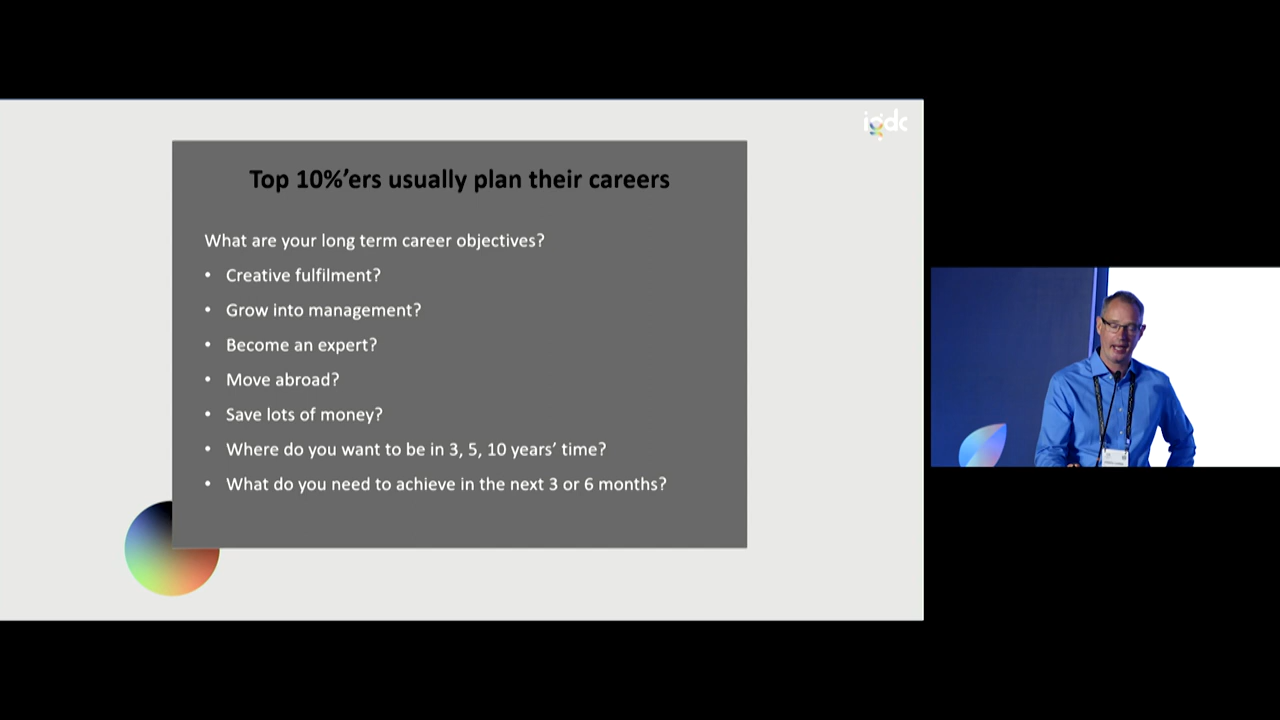 igdc
Top 10%’ers usually plan their careers
What are your long term career objectives?
• Creative fulfilment?
• Grow into management?
• Become an expert?
• Move abroad?
• Save lots of money?
• Where do you want to be in 3, 5, 10 years’ time?
• What do you need to achieve in the next 3 or 6 months?